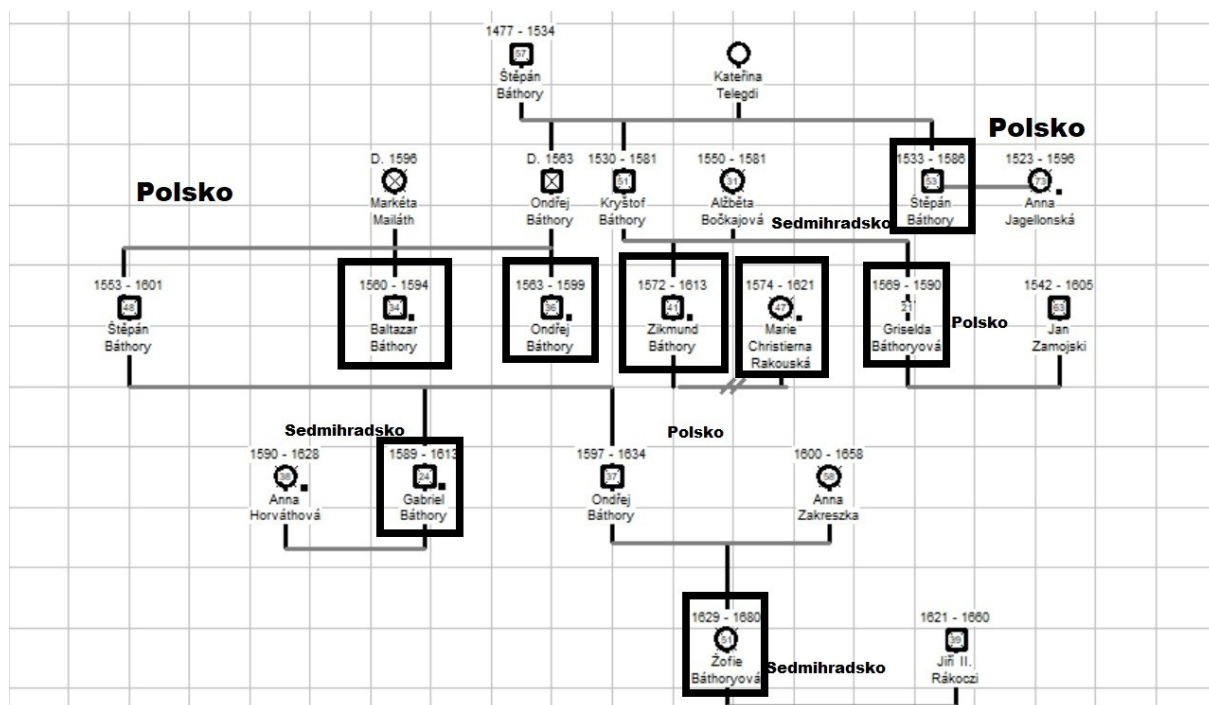 1477 - 1534
57
Štěpán
Báthory
Kateřina
Telegdi
Polsko
Polsko
D. 1596
Markéta
Mailáth
D. 1563
Ondřej
Báthory
1530 - 1581
51
Kryštof
Báthory
1550 - 1581
31
Alžběta
Bočkajová
Sedmihradsko
1533 - 1586
53
Štěpán
Báthory
1523 - 1596
73
Anna
Jagellonská
1553 - 1601
48
Štěpán
Báthory
1560 - 1594
34
Baltazar
Báthory
1563 - 1599
36
Ondřej
Báthory
1572 - 1613
41
Zikmund
Báthory
1574 - 1621
47
Marie
Christierna
Rakouská
1569 - 1590
21
Griselda
Báthoryová
Polsko
1542 - 1605
63
Jan
Zamojski
Sedmihradsko
Polsko
1590 - 1628
38
Anna
Horváthová
1589 - 1613
24
Gabriel
Báthory
1597 - 1634
37
Ondřej
Báthory
1600 - 1658
58
Anna
Zakreszka
1629 - 1680
51
Žofie
Báthoryová
Sedmihradsko
1621 - 1660
39
Jiří II.
Rákoczi